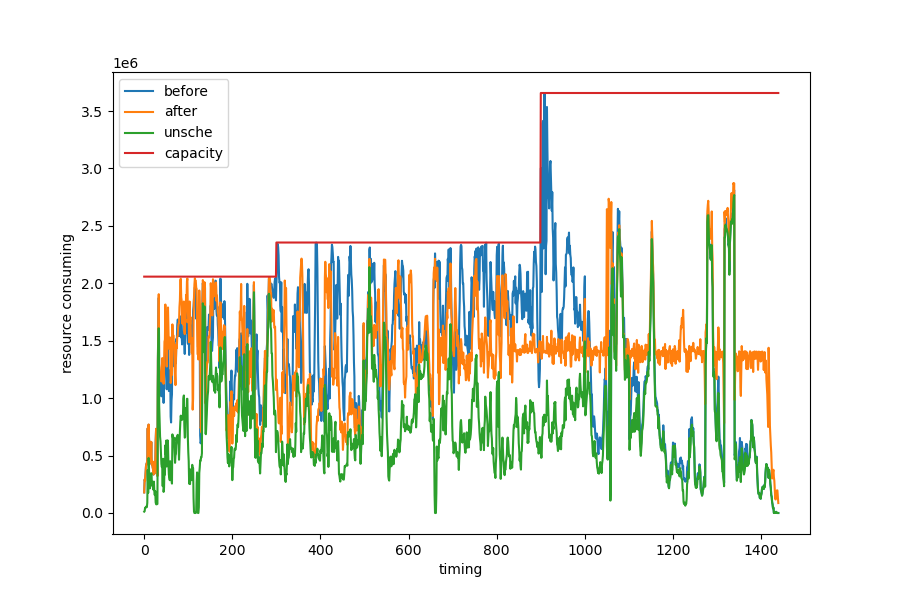 1e6
before
after
unsche
capacity
3.5
3.0
2.5
2.0
1.5
1.0
0.5
0.0
resource consuming
0 200 400 600 800 1000 1200 1400
timing